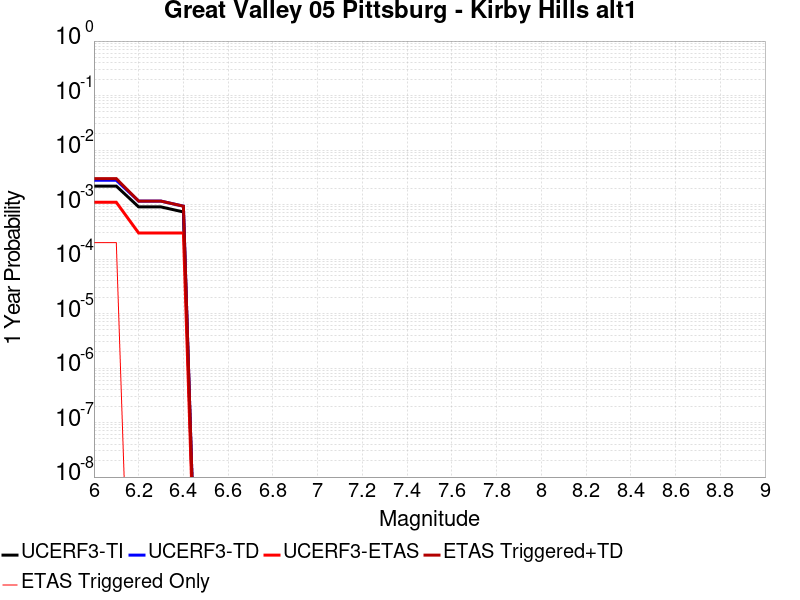 Great Valley 05 Pittsburg - Kirby Hills alt1
10^0
10^-1
10^-2
10^-3
10^-4
10^-5
10^-6
10^-7
10^-8
1 Year Probability
6 6.2 6.4 6.6 6.8 7 7.2 7.4 7.6 7.8 8 8.2 8.4 8.6 8.8 9
Magnitude
UCERF3-TI UCERF3-TD UCERF3-ETAS ETAS Triggered+TD
ETAS Triggered Only